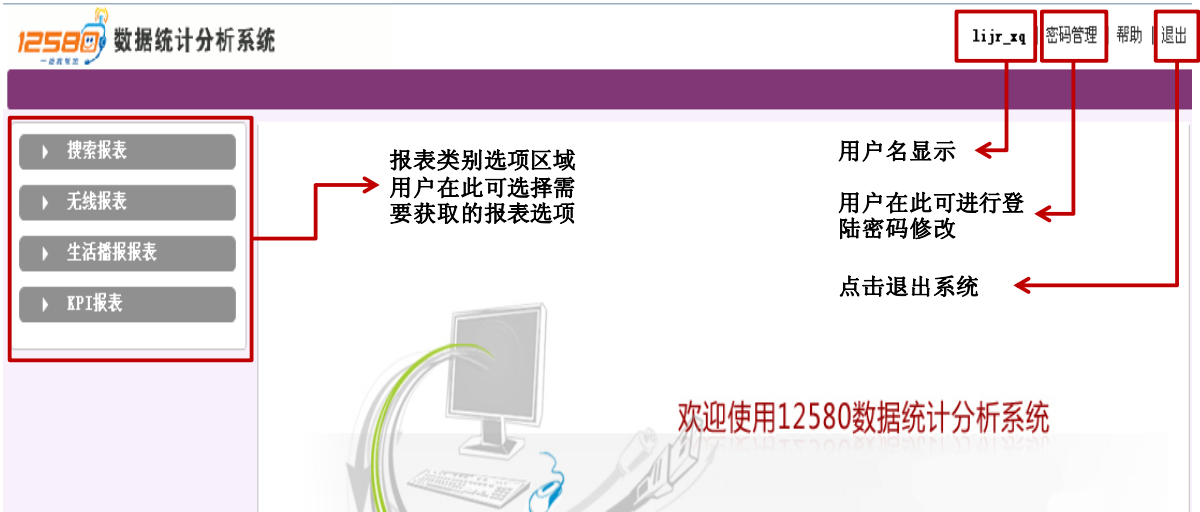 12580 数据统计分析系统
一按我帮您
lijr_xq | 密码管理 | 帮助 | 退出
搜索报表
无线报表
生活播报报表
KPI报表
报表类别选项区域
用户在此可选择需
要获取的报表选项
用户名显示
用户在此可进行登
陆密码修改
点击退出系统
欢迎使用12580数据统计分析系统